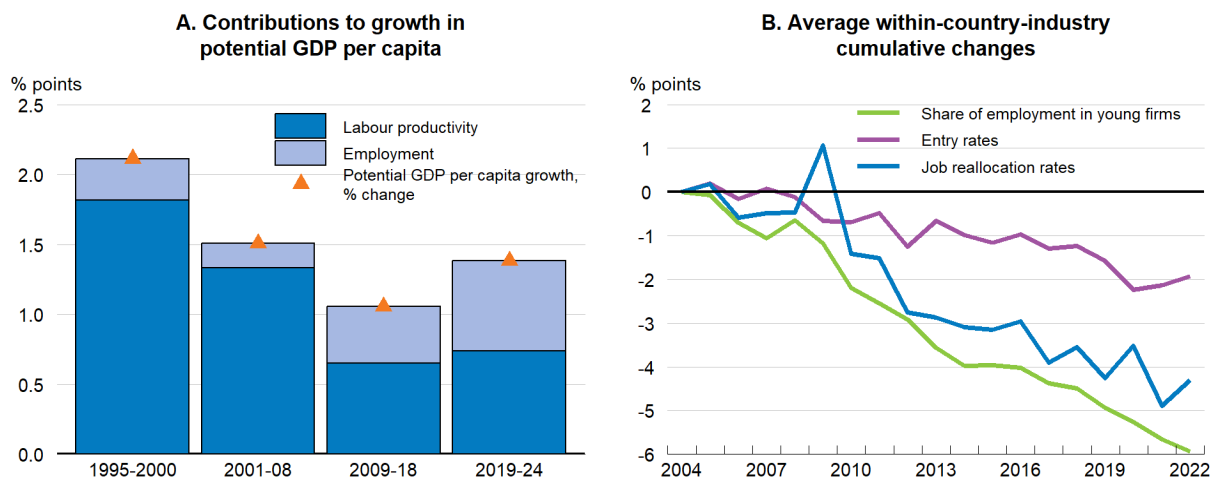 A. Contributions to growth in
potential GDP per capita
% points
2.5
2.0
1.5
1.0
0.5
0.0
Labour productivity
Employment
Potential GDP per capita growth,
% change
1995-2000
2001-08
2009-18
2019-24
B. Average within-country-industry
cumulative changes
% points
2
1
0
-1
-2
-3
-4
-5
-6
Share of employment in young firms
Entry rates
Job reallocation rates
2004
2007
2010
2013
2016
2019
2022